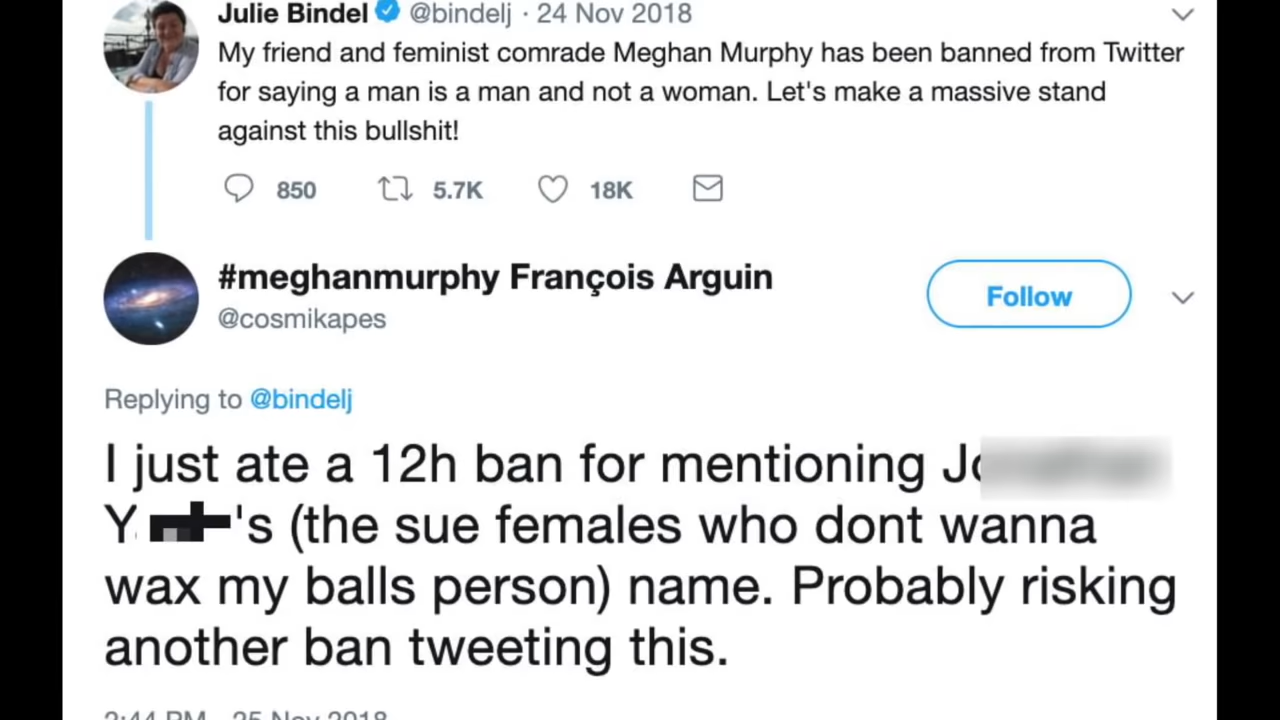 Julie Bindel @bindelj · 24 Nov 2018
My friend and feminist comrade Meghan Murphy has been banned from Twitter
for saying a man is a man and not a woman. Let's make a massive stand
against this bullshit!
850 5.7K 18K
#meghanmurphy François Arguin
@cosmikapes
Follow
Replying to @bindelj
I just ate a 12h ban for mentioning
's (the sue females who dont wanna
wax my balls person) name. Probably risking
another ban tweeting this.
2:44 PM - 25 Nov 2018